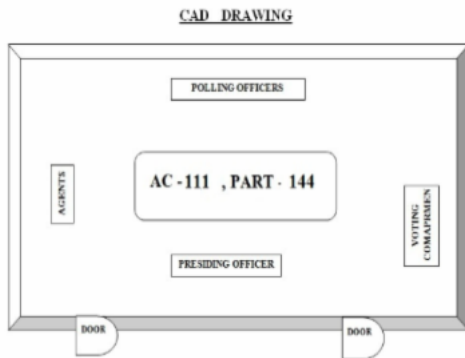 CAD DRAWING
POLLING OFFICERS
AC -111 , PART - 144
AGENTS
VOTING
COMAPRMEN
PRESIDING OFFICER
DOOR
DOOR